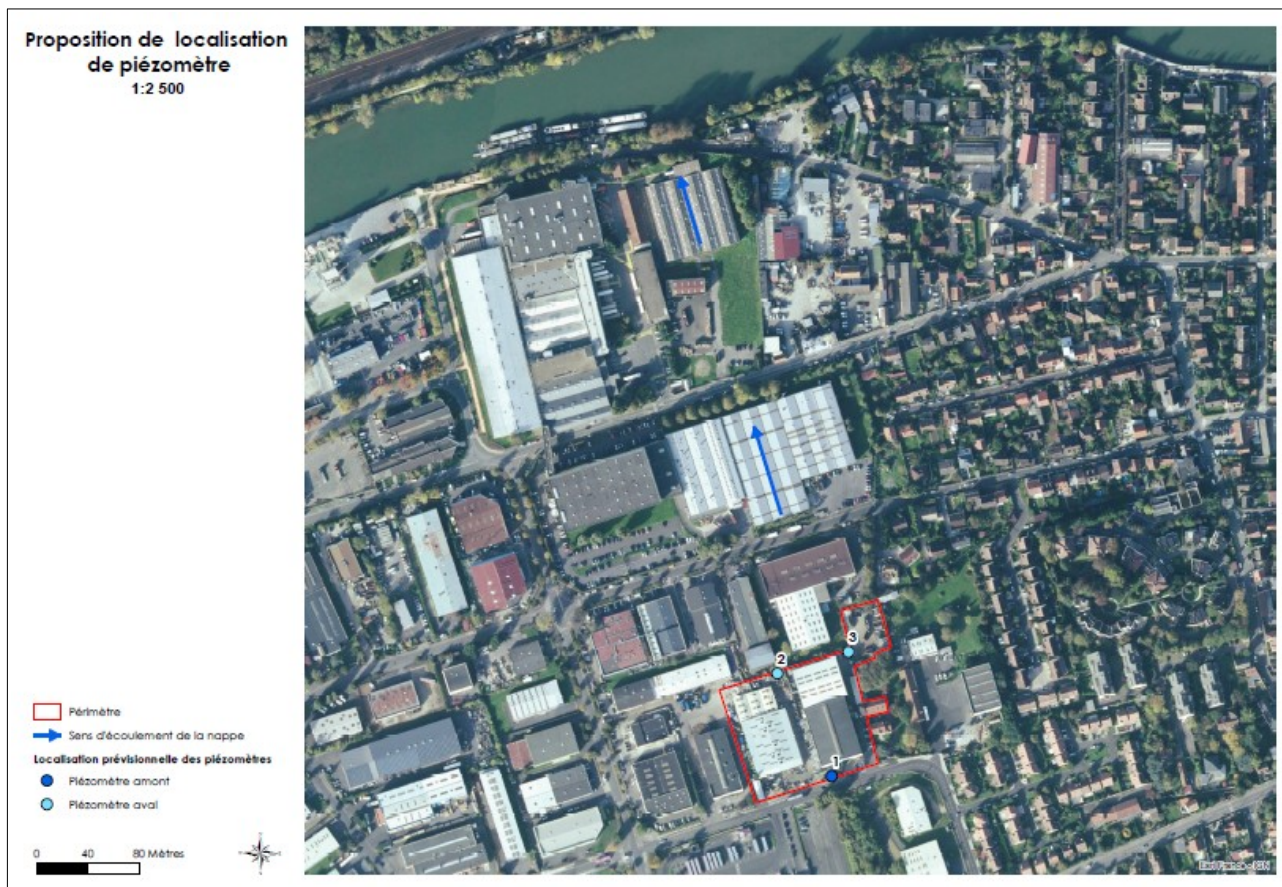 Proposition de localisation
de piézomètre
1:2 500
2
3
1
Périmètre
Sens d'écoulement de la nappe
Localisation prévisionnelle des piézomètres
Piézomètre amont
Piézomètre aval
0 40 80 Mètres